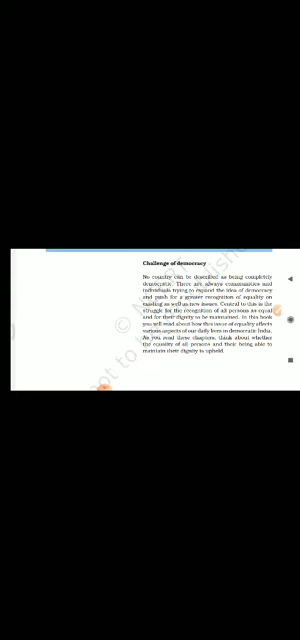 Challenge of democracy
No country can be described as being completely
democratic. There are always communities and
individuals trying to expand the idea of democracy
and push for a greater recognition of equality on
existing as well as new issues. Central to this is the
struggle for the recognition of all persons as equal
and for their dignity to be maintained. In this book
you will read about how this issue of equality affects
various aspects of our daily lives in democratic India.
As you read these chapters, think about whether
the equality of all persons and their being able to
maintain their dignity is upheld.